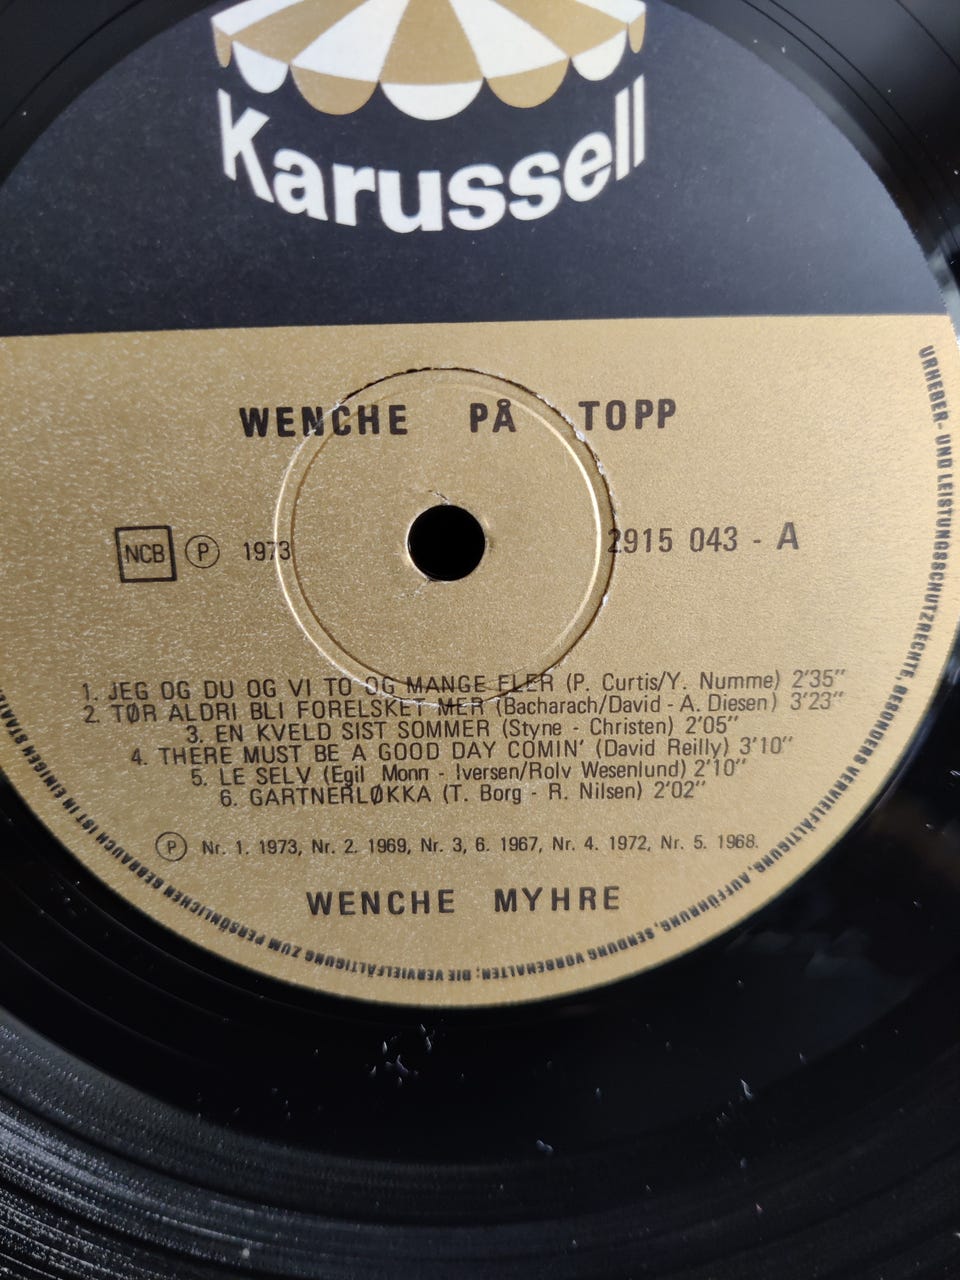 Karussell
WENCHE PÅ TOPP
NCB P 1973
2915 043 - A
1. JEG OG DU OG VI TO OG MANGE FLER (P. Curtis/Y. Numme) 2'35"
2. TØR ALDRI BLI FORELSKET MER (Bacharach/David - A. Diesen) 3'23"
3. EN KVELD SIST SOMMER (Styne - Christen) 2'05"
4. THERE MUST BE A GOOD DAY COMIN' (David Reilly) 3'10"
5. LE SELV (Egil Monn - Iversen/Rolv Wesenlund) 2'10"
6. GARTNERLØKKA (T. Borg - R. Nilsen) 2'02"
P Nr. 1. 1973, Nr. 2. 1969, Nr. 3, 6. 1967, Nr. 4. 1972, Nr. 5. 1968.
WENCHE MYHRE
URHEBER- UND LEISTUNGSSCHUTZRECHTE, BESONDERS VERVIELFÄLTIGUNG, AUFFÜHRUNG, SENDUNG VORBEHALTEN; DIE VERVIELFÄLTIGUNG ZUM PERSÖNLICHEN GEBRAUCH IST IN EINIGEN